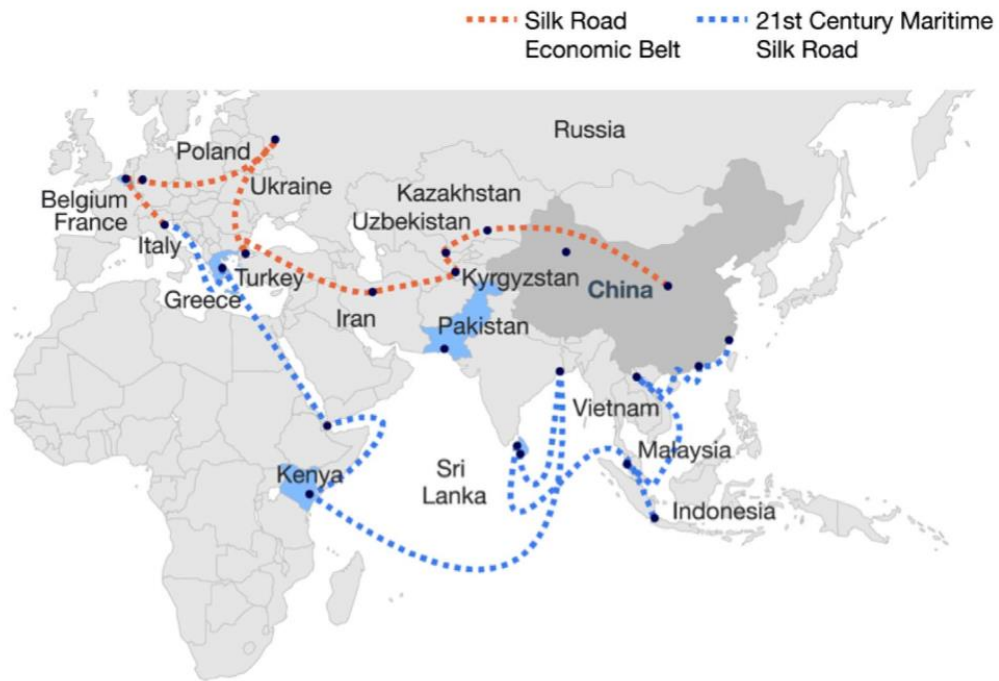 Silk Road
Economic Belt
21st Century Maritime
Silk Road
Russia
Poland
Ukraine
Kazakhstan
Belgium
France
Uzbekistan
Italy
Turkey
Kyrgyzstan
China
Greece
Iran
Pakistan
Vietnam
Malaysia
Kenya
Sri
Lanka
Indonesia